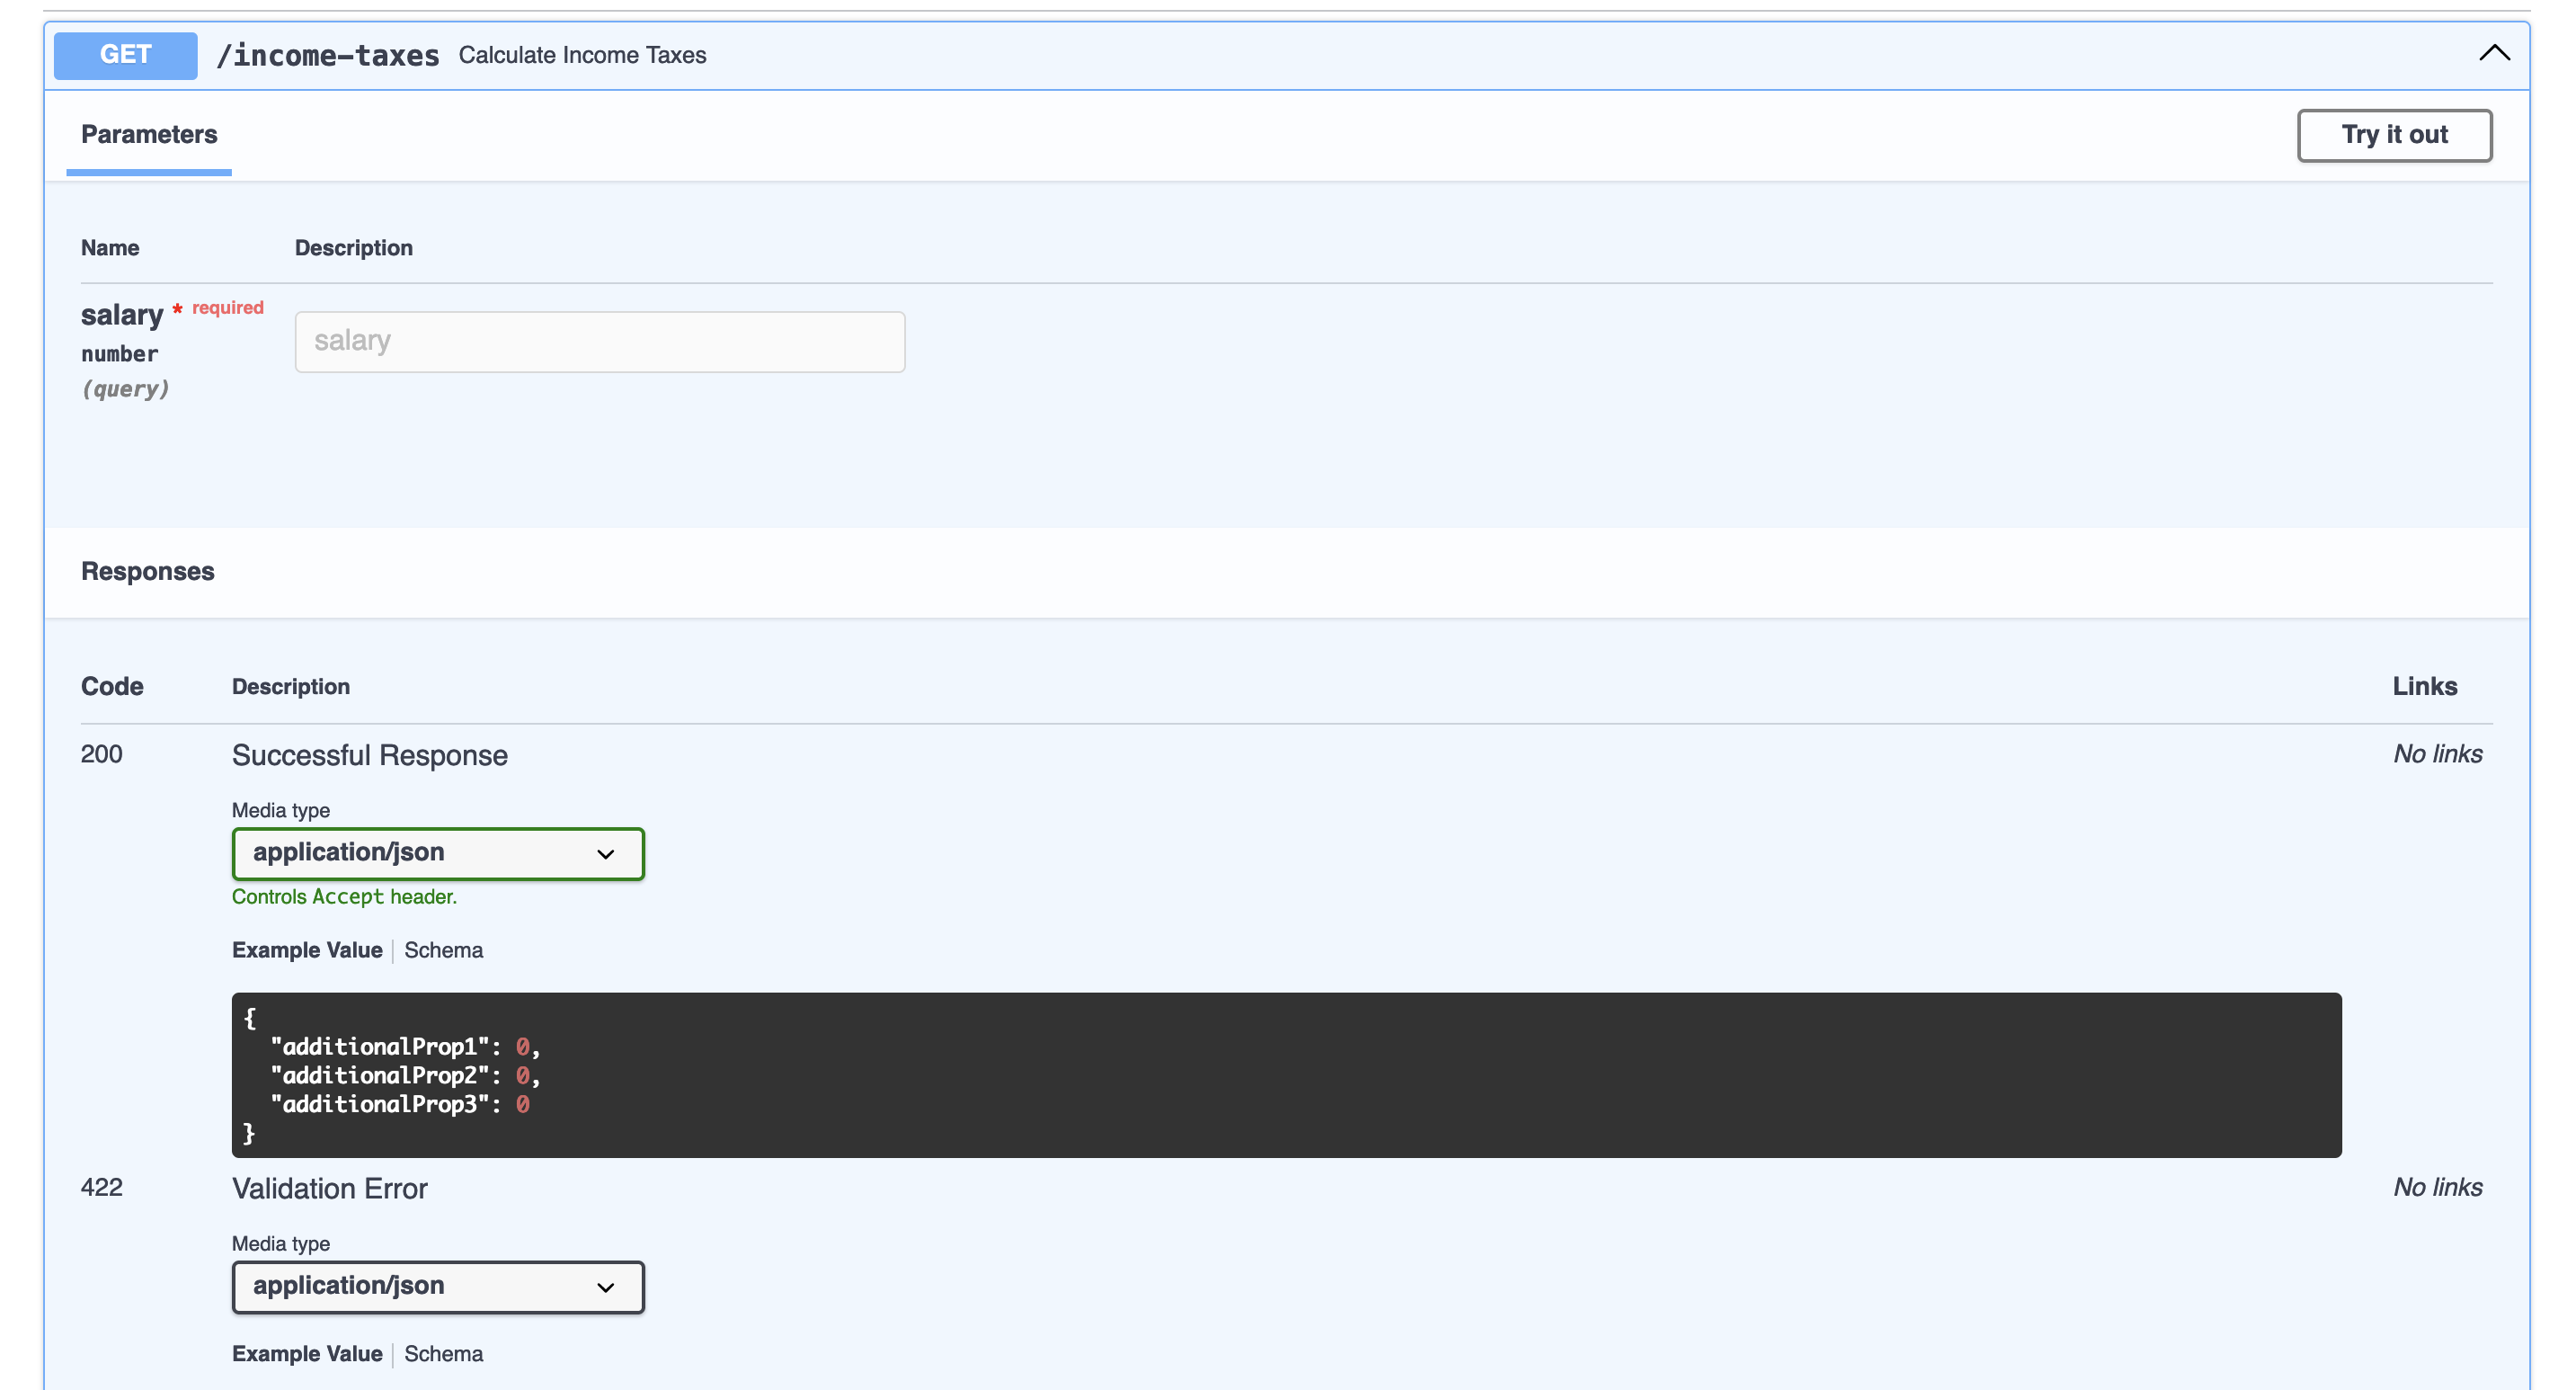 GET /income-taxes Calculate Income Taxes
Parameters
Try it out
Name Description
salary * required
number
(query)
salary
Responses
Code Description Links
200 Successful Response No links
Media type
application/json
Controls Accept header.
Example Value Schema
{
"additionalProp1": 0,
"additionalProp2": 0,
"additionalProp3": 0
}
422 Validation Error No links
Media type
application/json
Example Value Schema